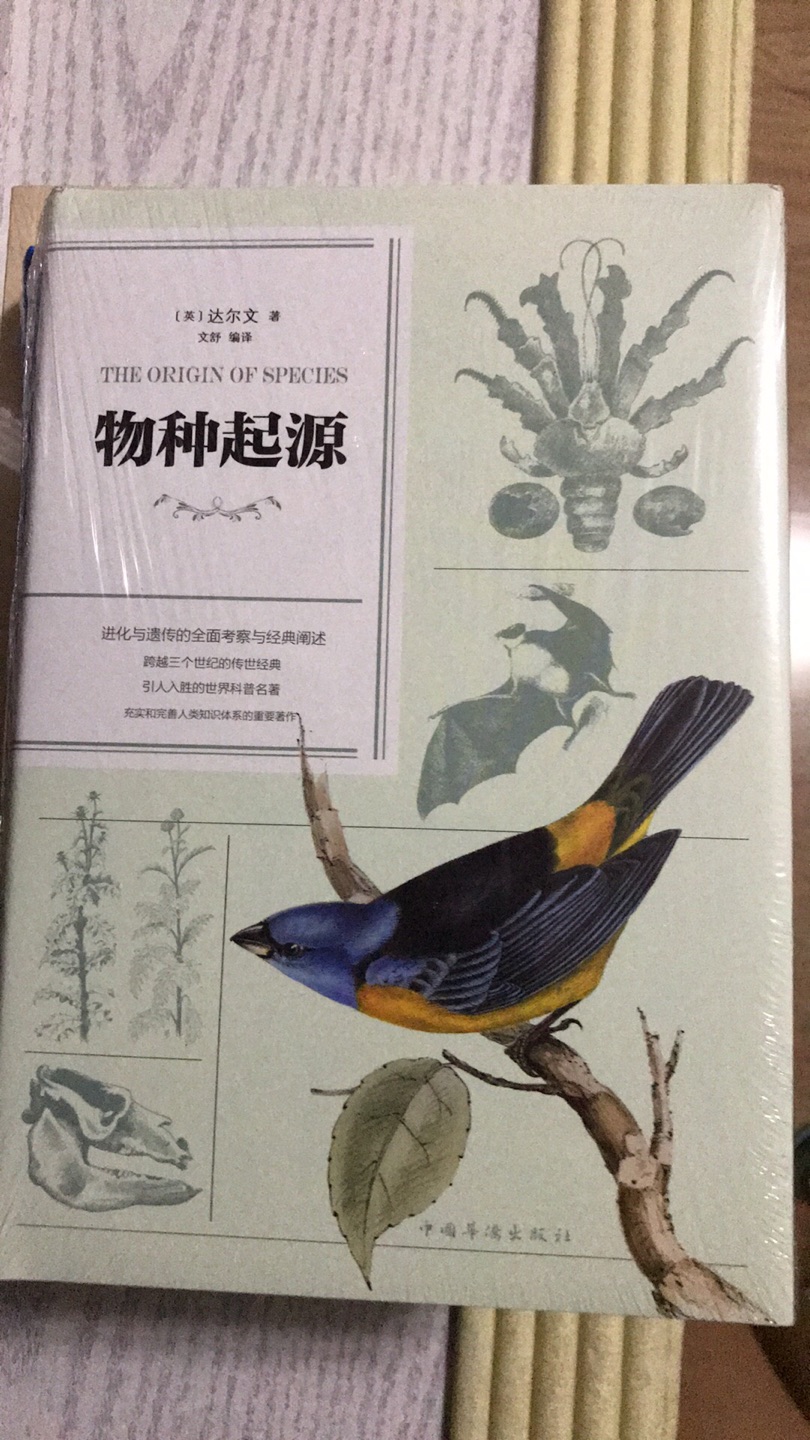 〔英〕达尔文 著
文舒 编译
THE ORIGIN OF SPECIES
物种起源
进化与遗传的全面考察与经典阐述
跨越三个世纪的传世经典
引人入胜的世界科普名著
充实和完善人类知识体系的重要著作
中国华侨出版社